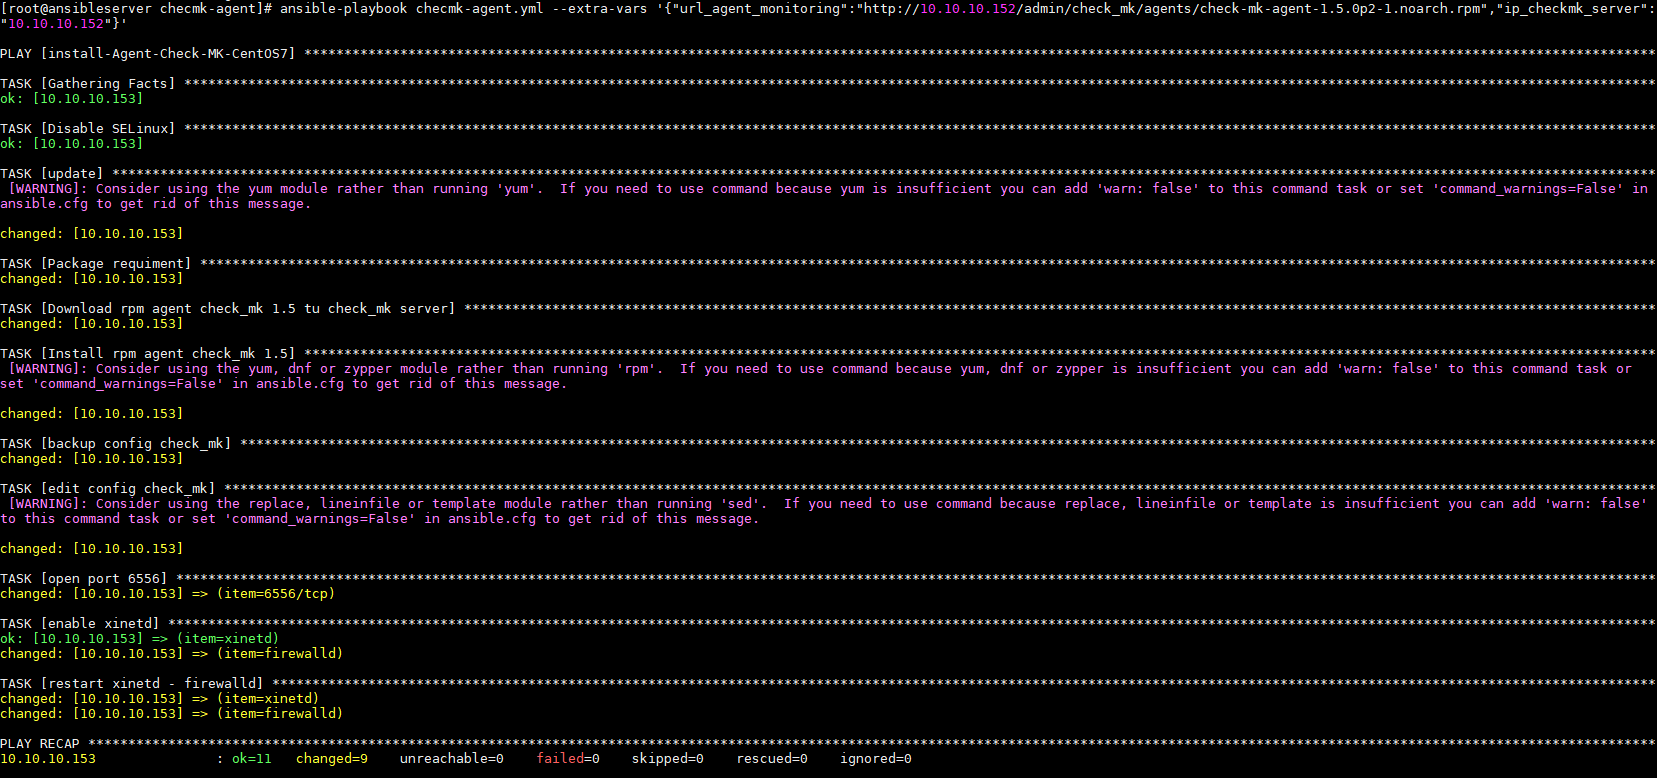 [root@ansibleserver checmk-agent]# ansible-playbook checmk-agent.yml --extra-vars '{"url_agent_monitoring":"http://10.10.10.152/admin/check_mk/agents/check-mk-agent-1.5.0p2-1.noarch.rpm","ip_checkmk_server":
"10.10.10.152"}'
PLAY [install-Agent-Check-MK-CentOS7] *************************************************************************************************************************************************************************
TASK [Gathering Facts] ****************************************************************************************************************************************************************************************
ok: [10.10.10.153]
TASK [Disable SELinux] ****************************************************************************************************************************************************************************************
ok: [10.10.10.153]
TASK [update] *************************************************************************************************************************************************************************************************
[WARNING]: Consider using the yum module rather than running 'yum'.  If you need to use command because yum is insufficient you can add 'warn: false' to this command task or set 'command_warnings=False' in
ansible.cfg to get rid of this message.
changed: [10.10.10.153]
TASK [Package requiment] **************************************************************************************************************************************************************************************
changed: [10.10.10.153]
TASK [Download rpm agent check_mk 1.5 tu check_mk server] *****************************************************************************************************************************************************
changed: [10.10.10.153]
TASK [Install rpm agent check_mk 1.5] *************************************************************************************************************************************************************************
[WARNING]: Consider using the yum, dnf or zypper module rather than running 'rpm'.  If you need to use command because yum, dnf or zypper is insufficient you can add 'warn: false' to this command task or
set 'command_warnings=False' in ansible.cfg to get rid of this message.
changed: [10.10.10.153]
TASK [backup config check_mk] *********************************************************************************************************************************************************************************
changed: [10.10.10.153]
TASK [edit config check_mk] ***********************************************************************************************************************************************************************************
[WARNING]: Consider using the replace, lineinfile or template module rather than running 'sed'.  If you need to use command because replace, lineinfile or template is insufficient you can add 'warn: false'
to this command task or set 'command_warnings=False' in ansible.cfg to get rid of this message.
changed: [10.10.10.153]
TASK [open port 6556] *****************************************************************************************************************************************************************************************
changed: [10.10.10.153] => (item=6556/tcp)
TASK [enable xinetd] ******************************************************************************************************************************************************************************************
ok: [10.10.10.153] => (item=xinetd)
changed: [10.10.10.153] => (item=firewalld)
TASK [restart xinetd - firewalld] *****************************************************************************************************************************************************************************
changed: [10.10.10.153] => (item=xinetd)
changed: [10.10.10.153] => (item=firewalld)
PLAY RECAP ****************************************************************************************************************************************************************************************************
10.10.10.153               : ok=11   changed=9    unreachable=0    failed=0    skipped=0    rescued=0    ignored=0